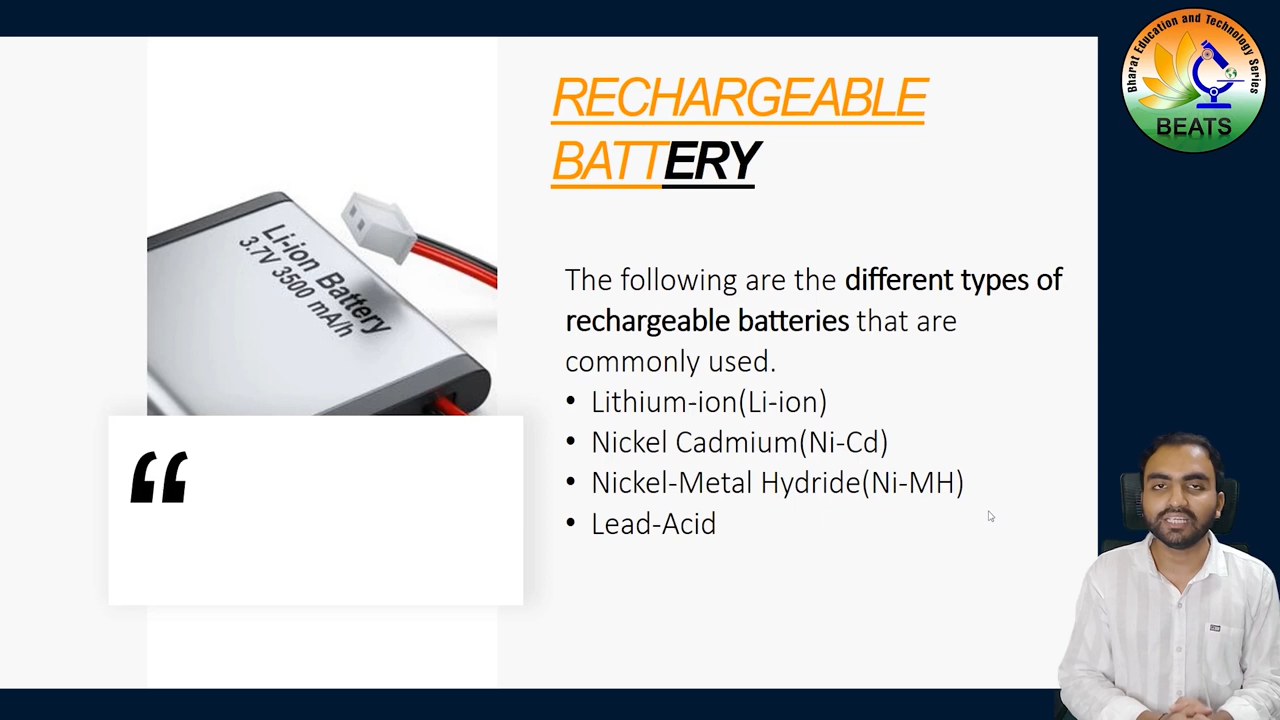 RECHARGEABLE
BATTERY
The following are the different types of
rechargeable batteries that are
commonly used.
• Lithium-ion(Li-ion)
• Nickel Cadmium(Ni-Cd)
• Nickel-Metal Hydride(Ni-MH)
• Lead-Acid
“
Li-ion Battery
3.7V 3500 mA/h
Bharat Education and Technology Series
BEATS